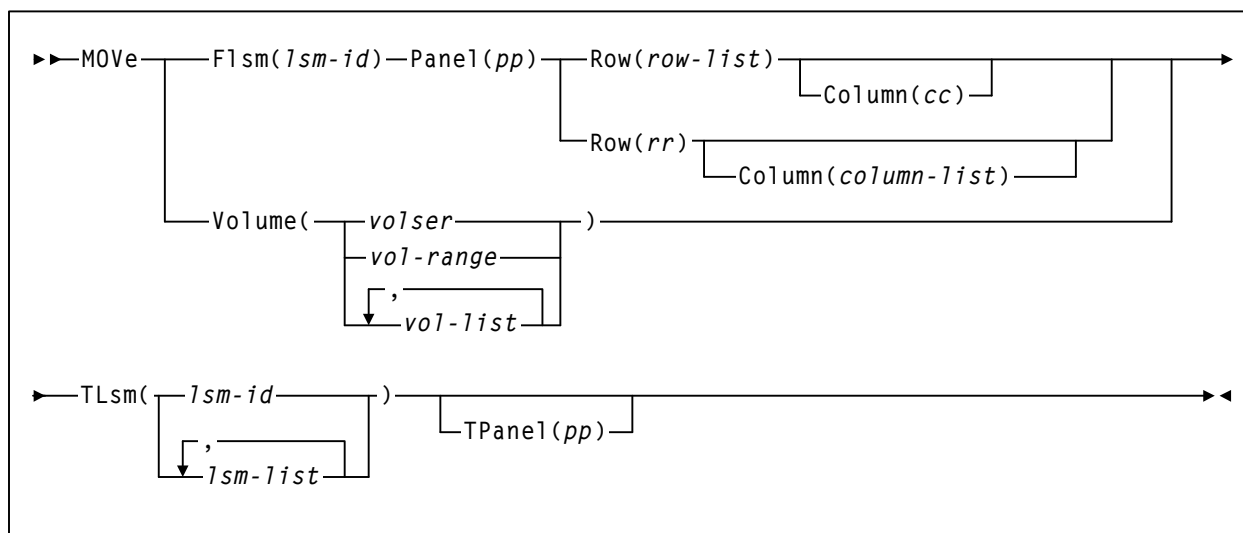 MOVe Flsm(lsm-id) Panel(pp) Row(row-list)
Column(cc)
Row(rr)
Column(column-list)
Volume( volser )
vol-range
,
vol-list
TLsm( lsm-id )
TPanel(pp)
,
lsm-list